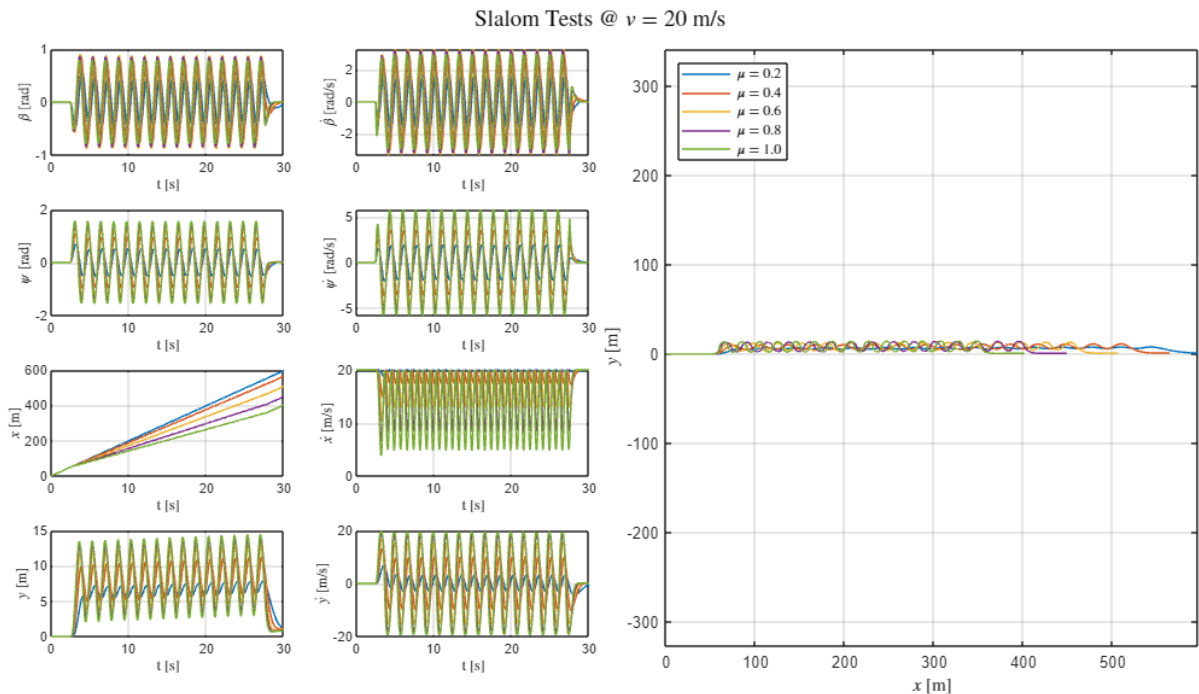 Slalom Tests @ v = 20 m/s
1
0
-1
β [rad]
0 10 20 30
t [s]
2
0
-2
β̇ [rad/s]
0 10 20 30
t [s]
2
0
-2
ψ [rad]
0 10 20 30
t [s]
5
0
-5
ψ̇ [rad/s]
0 10 20 30
t [s]
600
400
200
0
x [m]
0 10 20 30
t [s]
20
10
0
ẋ [m/s]
0 10 20 30
t [s]
15
10
5
0
y [m]
0 10 20 30
t [s]
20
0
-20
ẏ [m/s]
0 10 20 30
t [s]
μ = 0.2
μ = 0.4
μ = 0.6
μ = 0.8
μ = 1.0
300
200
100
0
-100
-200
-300
y [m]
0 100 200 300 400 500
x [m]